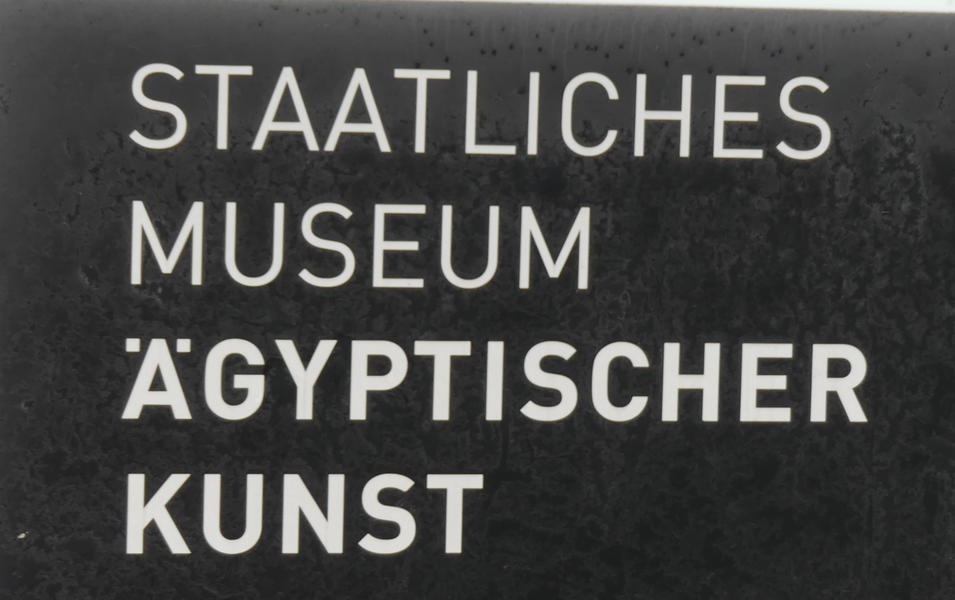 STAATLICHES
MUSEUM
ÄGYPTISCHER
KUNST